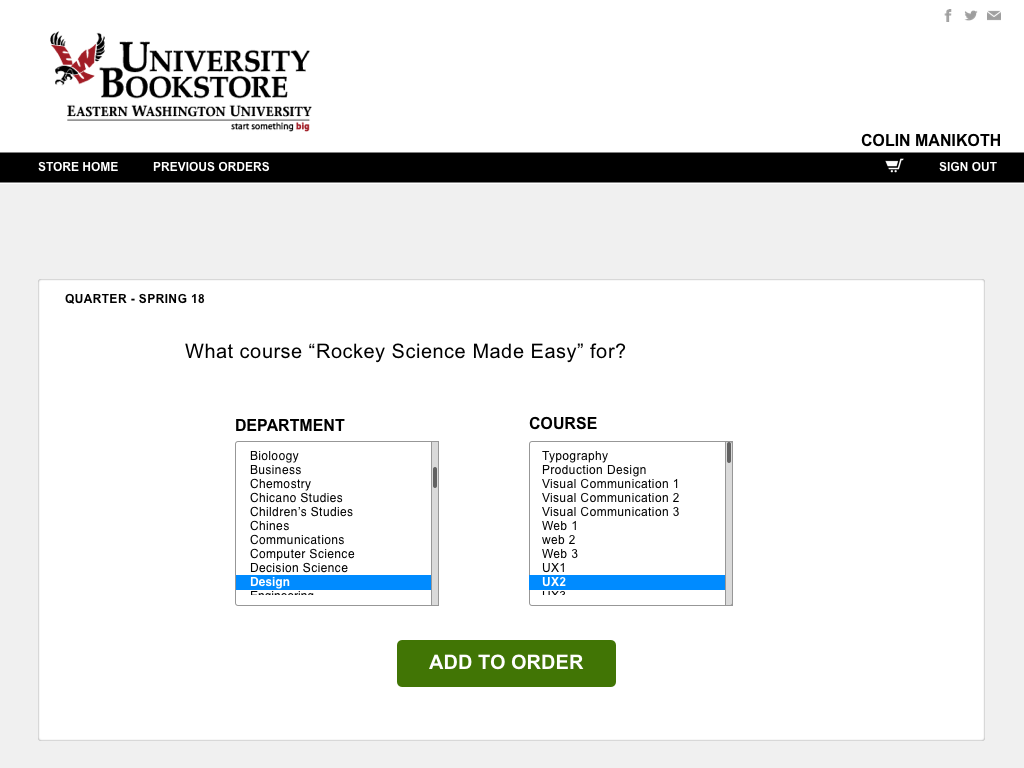 UNIVERSITY
BOOKSTORE
EASTERN WASHINGTON UNIVERSITY
start something big
COLIN MANIKOTH
STORE HOME PREVIOUS ORDERS SIGN OUT
QUARTER - SPRING 18
What course “Rockey Science Made Easy” for?
DEPARTMENT
Bioloogy
Business
Chemostry
Chicano Studies
Children’s Studies
Chines
Communications
Computer Science
Decision Science
Design
Engineering
COURSE
Typography
Production Design
Visual Communication 1
Visual Communication 2
Visual Communication 3
Web 1
web 2
Web 3
UX1
UX2
UX3
ADD TO ORDER